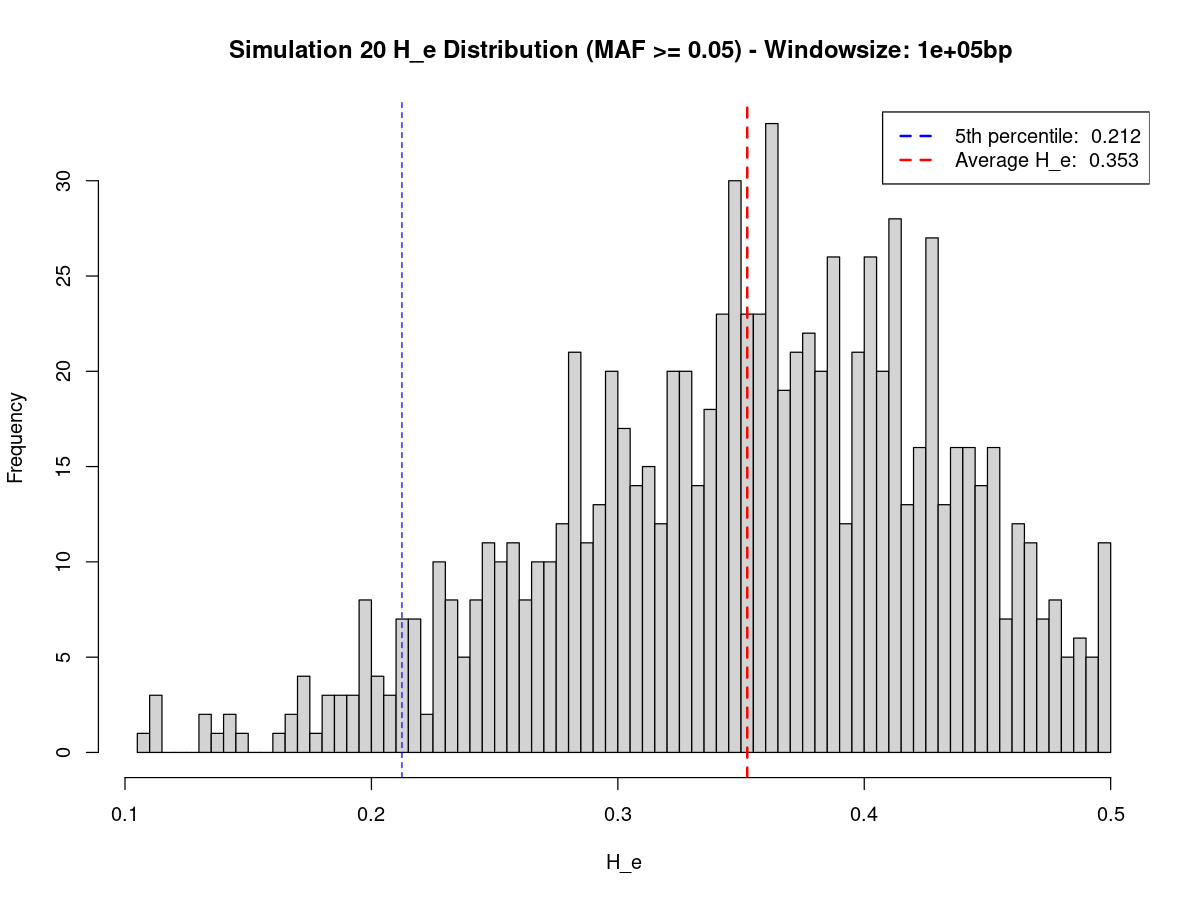 Simulation 20 H_e Distribution (MAF >= 0.05) - Windowsize: 1e+05bp
5th percentile:  0.212
Average H_e:  0.353
Frequency
30
25
20
15
10
5
0
0.1 0.2 0.3 0.4 0.5
H_e